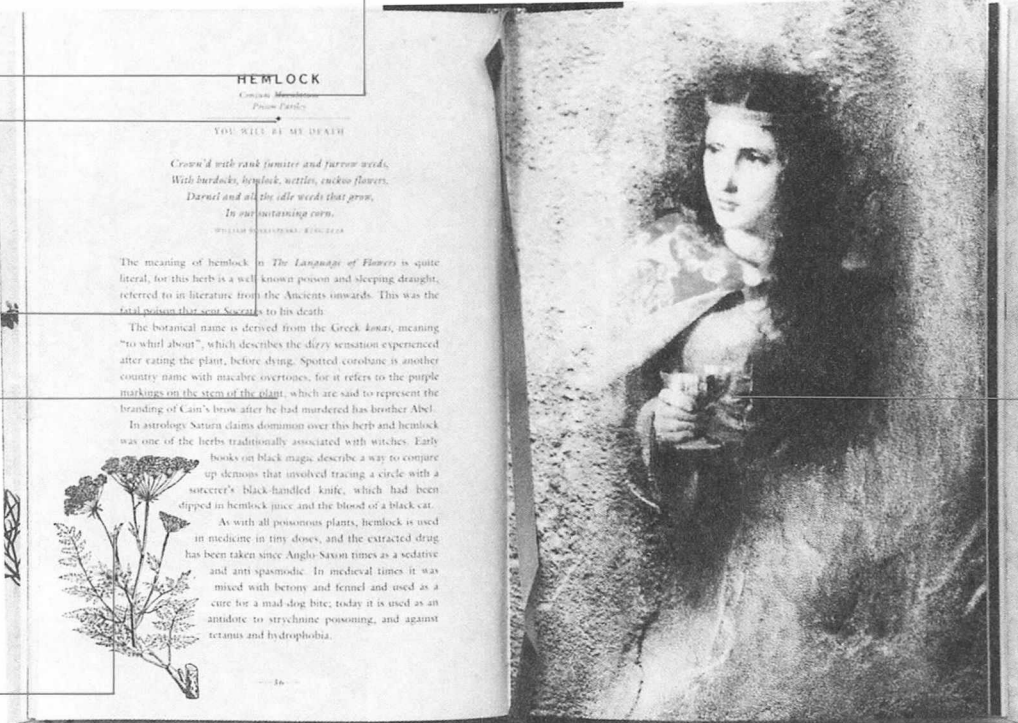 HEMLOCK
Conium Maculatum
Poison Parsley
YOU WILL BE MY DEATH
Crown'd with rank fumiter and furrow weeds,
With burdocks, hemlock, nettles, cuckoo flowers,
Darnel and all the idle weeds that grow,
In our sustaining corn.
WILLIAM SHAKESPEARE, KING LEAR
The meaning of hemlock in The Language of Flowers is quite
literal, for this herb is a well known poison and sleeping draught,
referred to in literature from the Ancients onwards. This was the
fatal poison that sent Socrates to his death.
The botanical name is derived from the Greek konas, meaning
"to whirl about", which describes the dizzy sensation experienced
after eating the plant, before dying. Spotted corobane is another
country name with macabre overtones, for it refers to the purple
markings on the stem of the plant, which are said to represent the
branding of Cain's brow after he had murdered has brother Abel.
In astrology Saturn claims dominion over this herb and hemlock
was one of the herbs traditionally associated with witches. Early
books on black magic describe a way to conjure
up demons that involved tracing a circle with a
sorcerer's black-handled knife, which had been
dipped in hemlock juice and the blood of a black cat.
As with all poisonous plants, hemlock is used
in medicine in tiny doses, and the extracted drug
has been taken since Anglo-Saxon times as a sedative
and anti spasmodic. In medieval times it was
mixed with betony and fennel and used as a
cure for a mad-dog bite; today it is used as an
antidote to strychnine poisoning, and against
tetanus and hydrophobia.
36